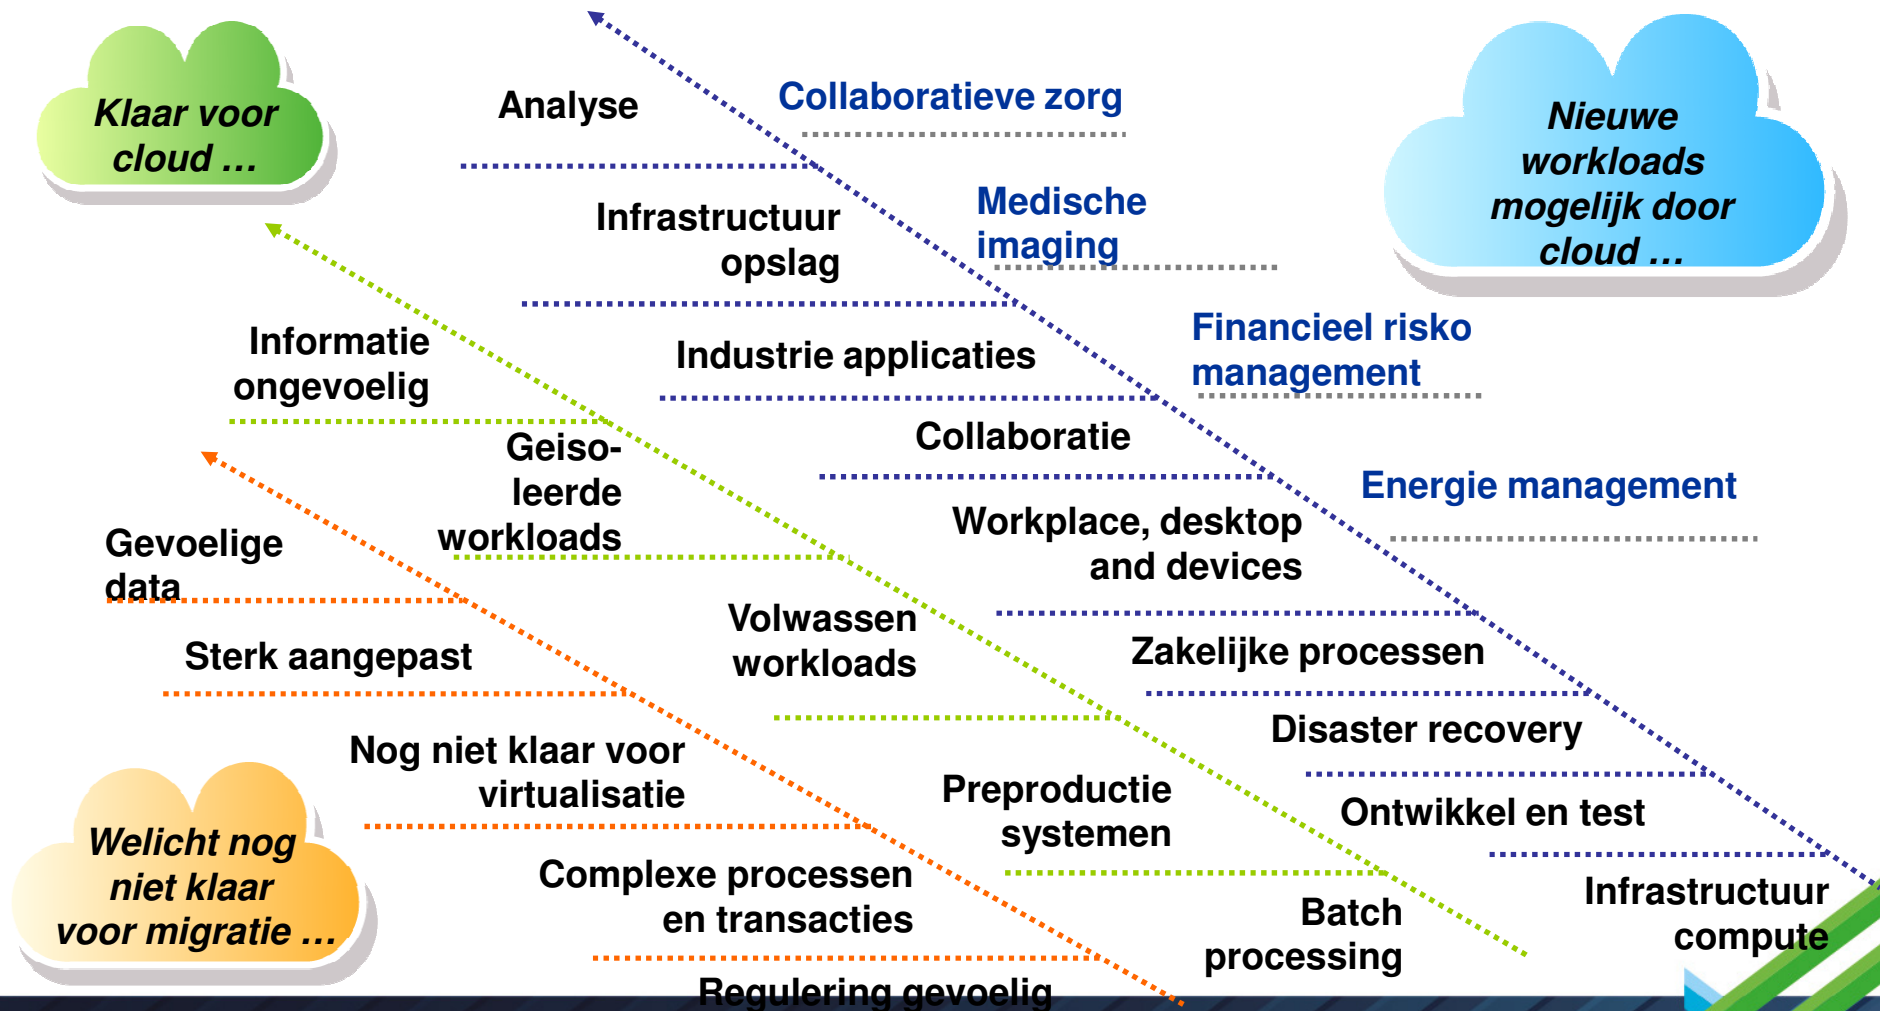 Klaar voor
cloud …
Analyse
Collaboratieve zorg
Nieuwe
workloads
mogelijk door
cloud …
Infrastructuur
opslag
Medische
imaging
Informatie
ongevoelig
Industrie applicaties
Financieel risko
management
Geiso-
leerde
workloads
Collaboratie
Energie management
Gevoelige
data
Workplace, desktop
and devices
Sterk aangepast
Volwassen
workloads
Zakelijke processen
Nog niet klaar voor
virtualisatie
Disaster recovery
Welicht nog
niet klaar
voor migratie …
Preproductie
systemen
Ontwikkel en test
Complexe processen
en transacties
Batch
processing
Infrastructuur
compute
Regulering gevoelig